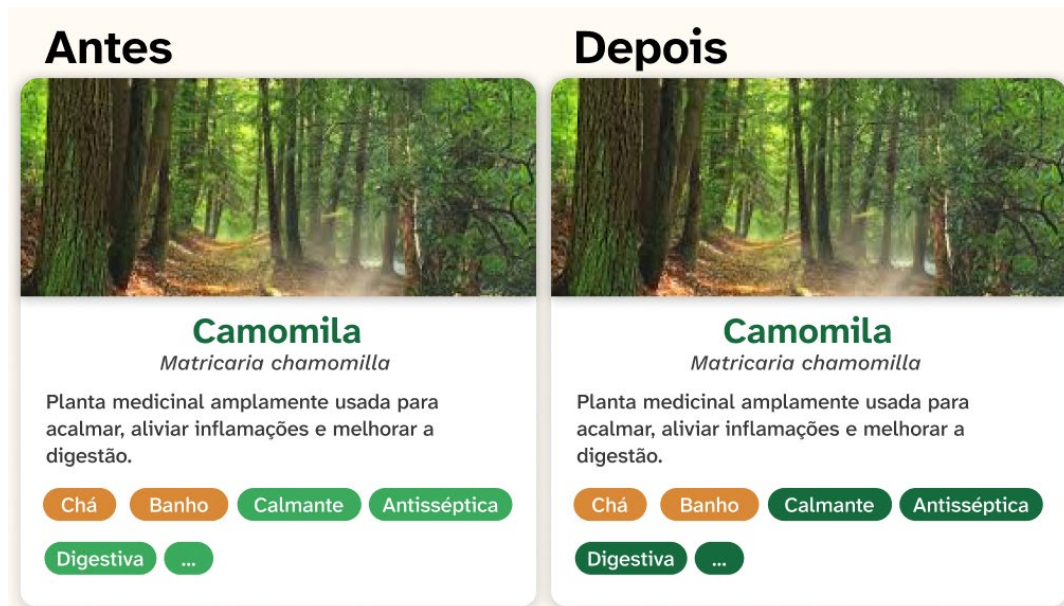 Antes
Camomila
Matricaria chamomilla
Planta medicinal amplamente usada para
acalmar, aliviar inflamações e melhorar a
digestão.
Chá Banho Calmante Antisséptica
Digestiva ...
Depois
Camomila
Matricaria chamomilla
Planta medicinal amplamente usada para
acalmar, aliviar inflamações e melhorar a
digestão.
Chá Banho Calmante Antisséptica
Digestiva ...